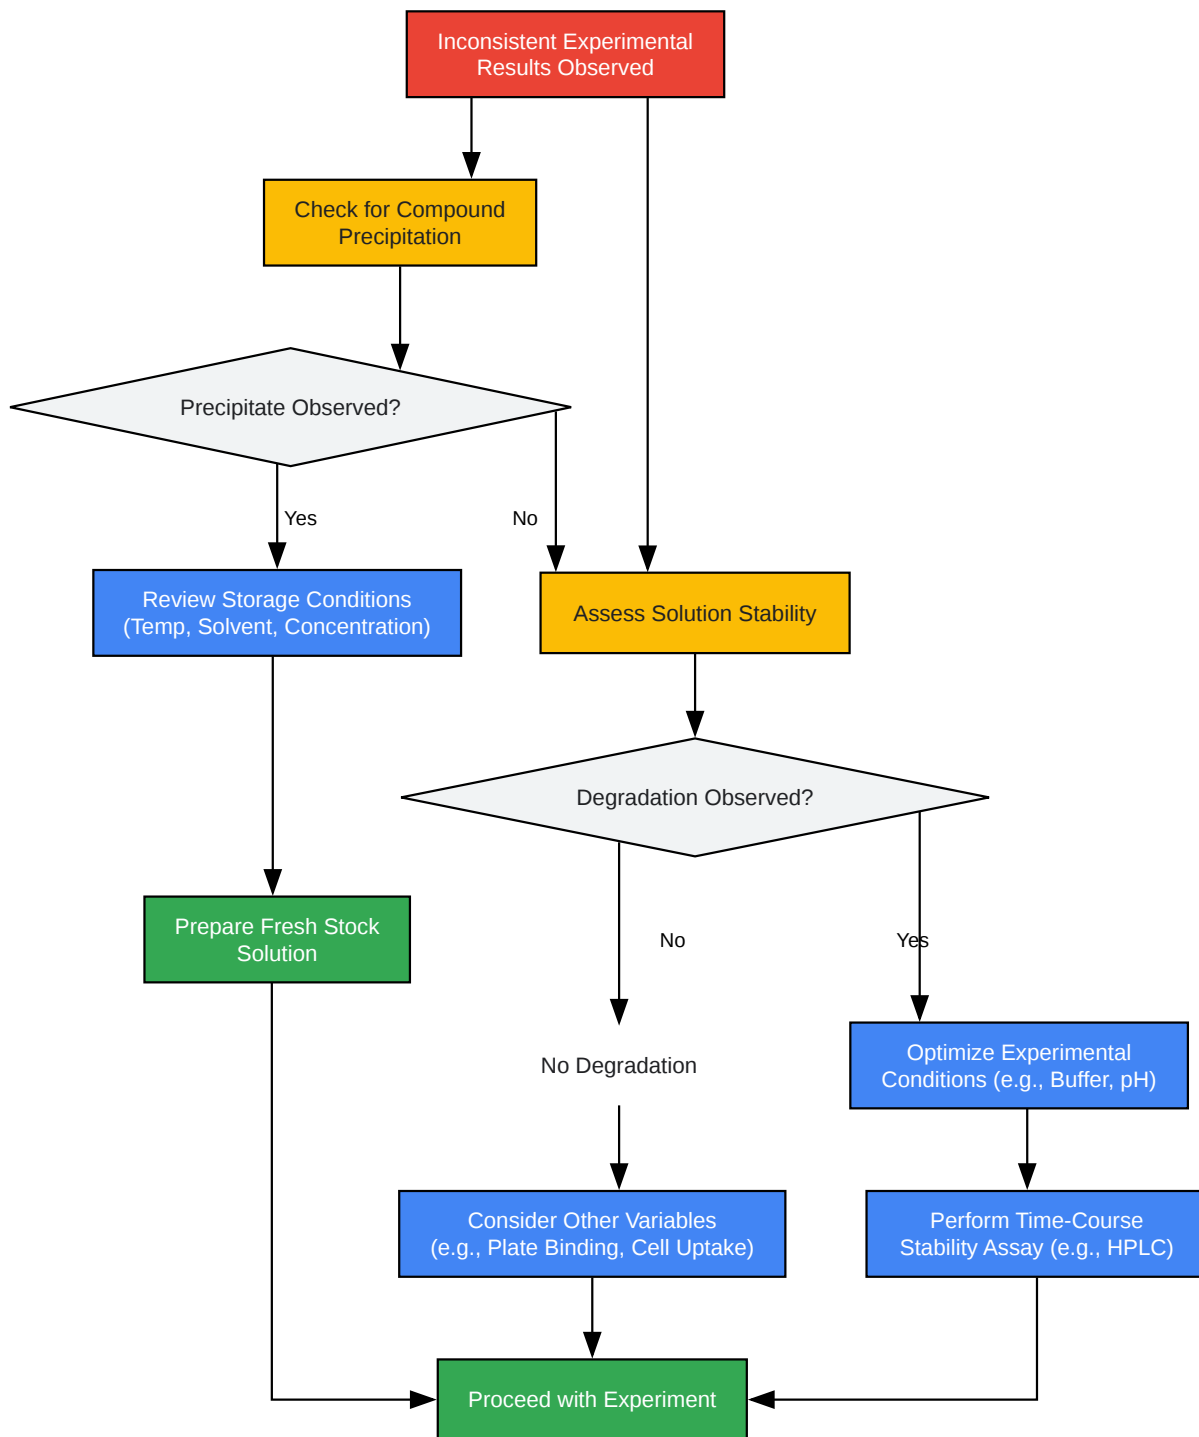 Inconsistent Experimental
Results Observed
Check for Compound
Precipitation
Precipitate Observed?
Yes
No
Review Storage Conditions
(Temp, Solvent, Concentration)
Assess Solution Stability
Degradation Observed?
Prepare Fresh Stock
Solution
No
Yes
No Degradation
Optimize Experimental
Conditions (e.g., Buffer, pH)
Consider Other Variables
(e.g., Plate Binding, Cell Uptake)
Perform Time-Course
Stability Assay (e.g., HPLC)
Proceed with Experiment